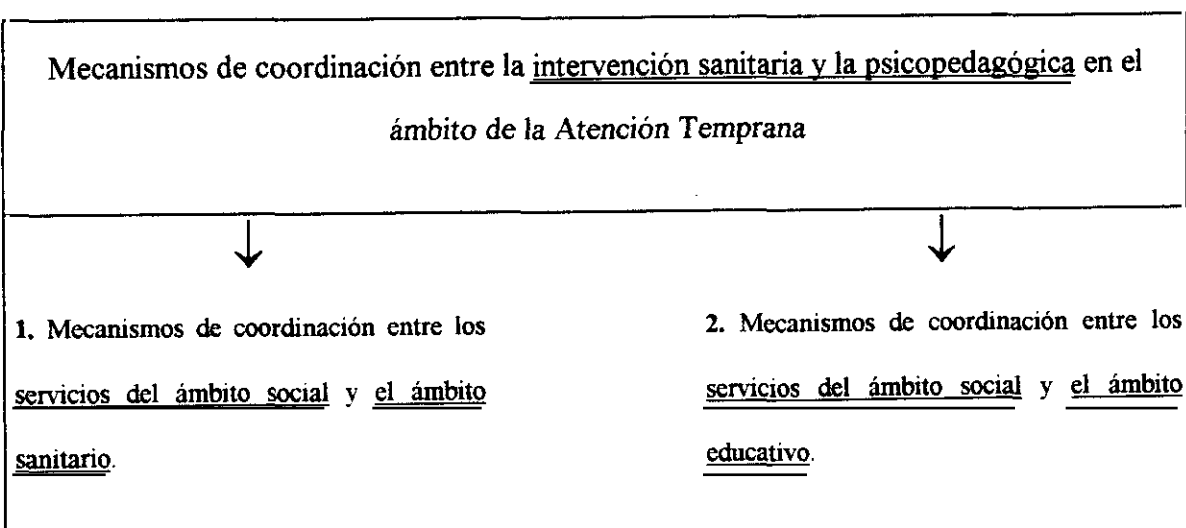 Mecanismos de coordinación entre la intervención sanitaria y la psicopedagógica en el
ámbito de la Atención Temprana
1. Mecanismos de coordinación entre los
servicios del ámbito social y el ámbito
sanitario.
2. Mecanismos de coordinación entre los
servicios del ámbito social y el ámbito
educativo.